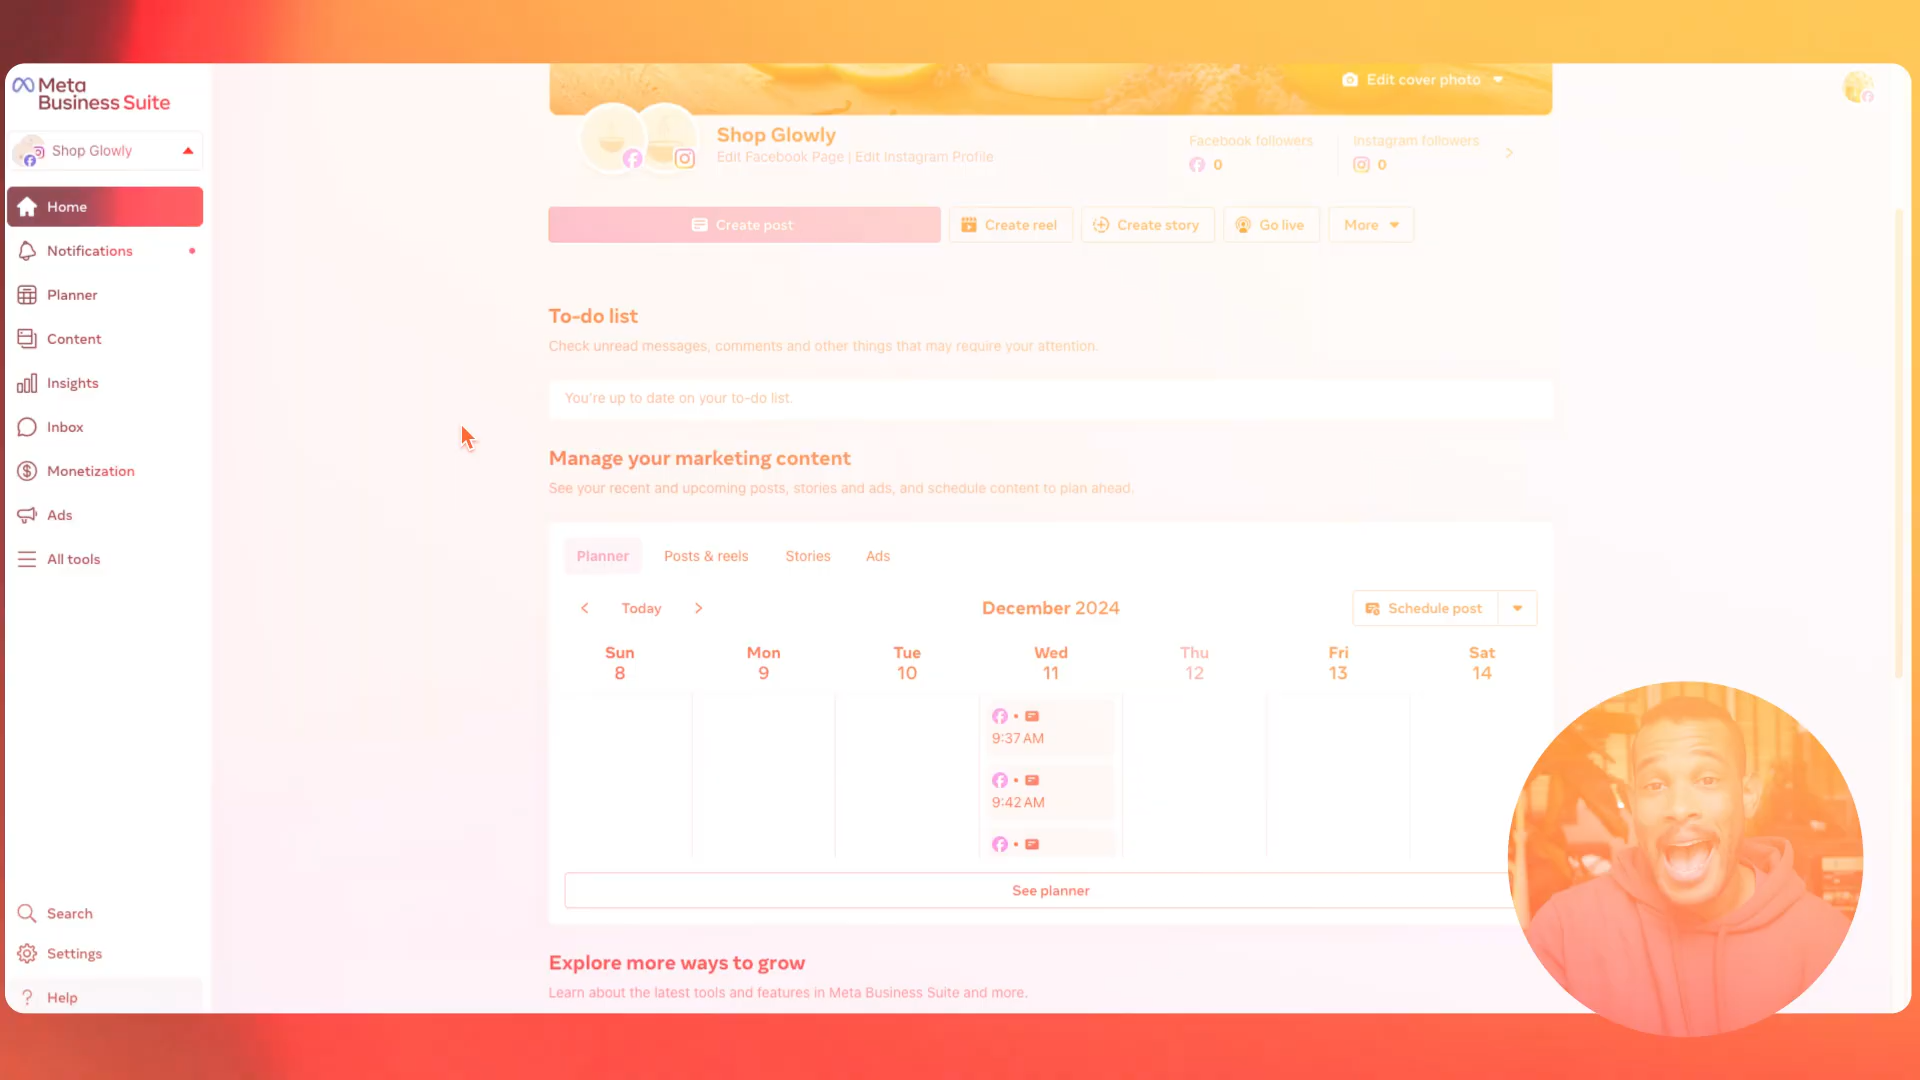 Meta
Business Suite
Shop Glowly
Home
Notifications
Planner
Content
Insights
Inbox
Monetization
Ads
All tools
Search
Settings
Help
Edit cover photo
Shop Glowly
Edit Facebook Page | Edit Instagram Profile
Facebook followers
0
Instagram followers
0
Create post
Create reel
Create story
Go live
More
To-do list
Check unread messages, comments and other things that may require your attention.
You're up to date on your to-do list.
Manage your marketing content
See your recent and upcoming posts, stories and ads, and schedule content to plan ahead.
Planner
Posts & reels
Stories
Ads
Today
December 2024
Schedule post
Sun Mon Tue Wed Thu Fri Sat
8 9 10 11 12 13 14
9:37 AM
9:42 AM
See planner
Explore more ways to grow
Learn about the latest tools and features in Meta Business Suite and more.